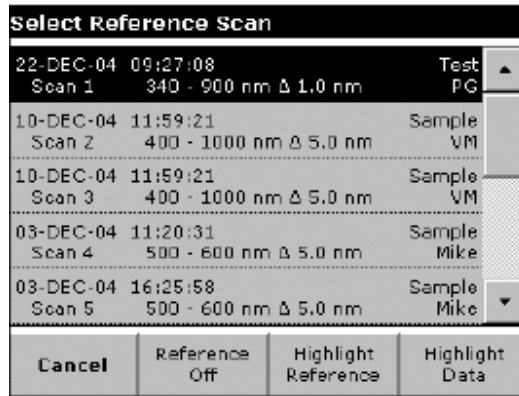 Select Reference Scan
22-DEC-04 09:27:08 Test
Scan 1 340 - 900 nm Δ 1.0 nm PG
10-DEC-04 11:59:21 Sample
Scan 2 400 - 1000 nm Δ 5.0 nm VM
10-DEC-04 11:59:21 Sample
Scan 3 400 - 1000 nm Δ 5.0 nm VM
03-DEC-04 11:20:31 Sample
Scan 4 500 - 600 nm Δ 5.0 nm Mike
03-DEC-04 16:25:58 Sample
Scan 5 500 - 600 nm Δ 5.0 nm Mike
Cancel
Reference
Off
Highlight
Reference
Highlight
Data